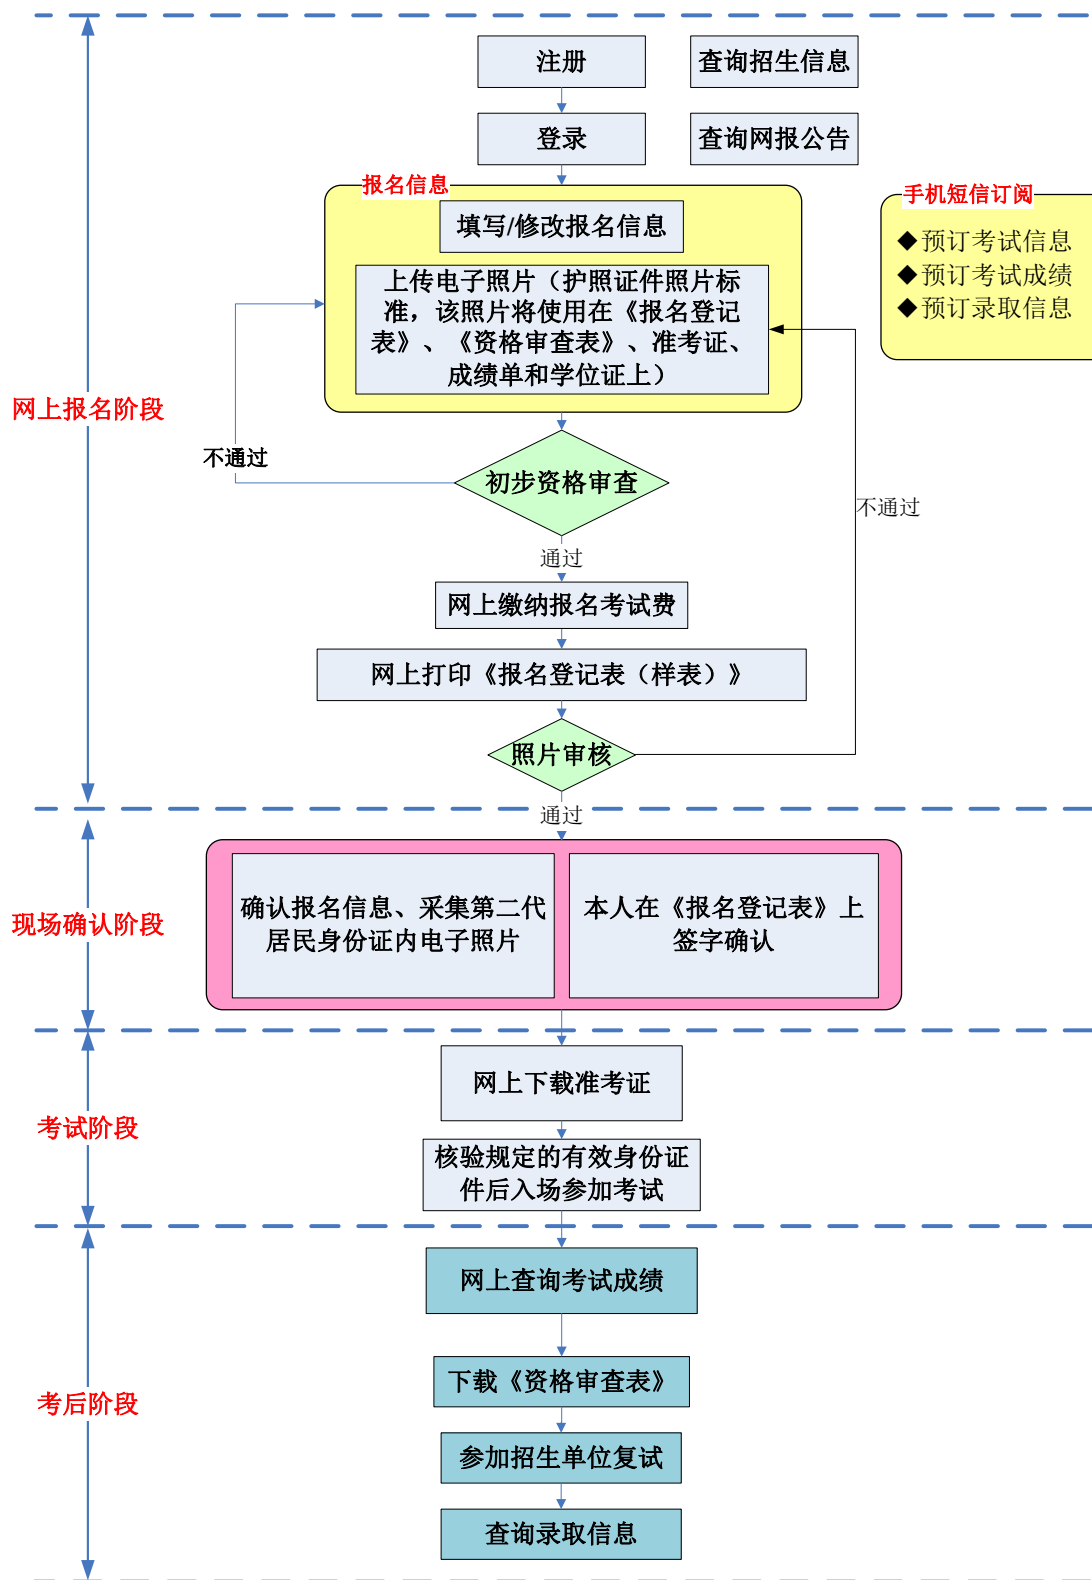 注册
查询招生信息
登录
查询网报公告
报名信息
手机短信订阅
填写/修改报名信息
◆预订考试信息
◆预订考试成绩
◆预订录取信息
上传电子照片（护照证件照片标
准，该照片将使用在《报名登记
表》、《资格审查表》、准考证、
成绩单和学位证上）
网上报名阶段
不通过
初步资格审查
不通过
通过
网上缴纳报名考试费
网上打印《报名登记表（样表）》
照片审核
通过
现场确认阶段
确认报名信息、采集第二代
居民身份证内电子照片
本人在《报名登记表》上
签字确认
网上下载准考证
考试阶段
核验规定的有效身份证
件后入场参加考试
网上查询考试成绩
下载《资格审查表》
考后阶段
参加招生单位复试
查询录取信息